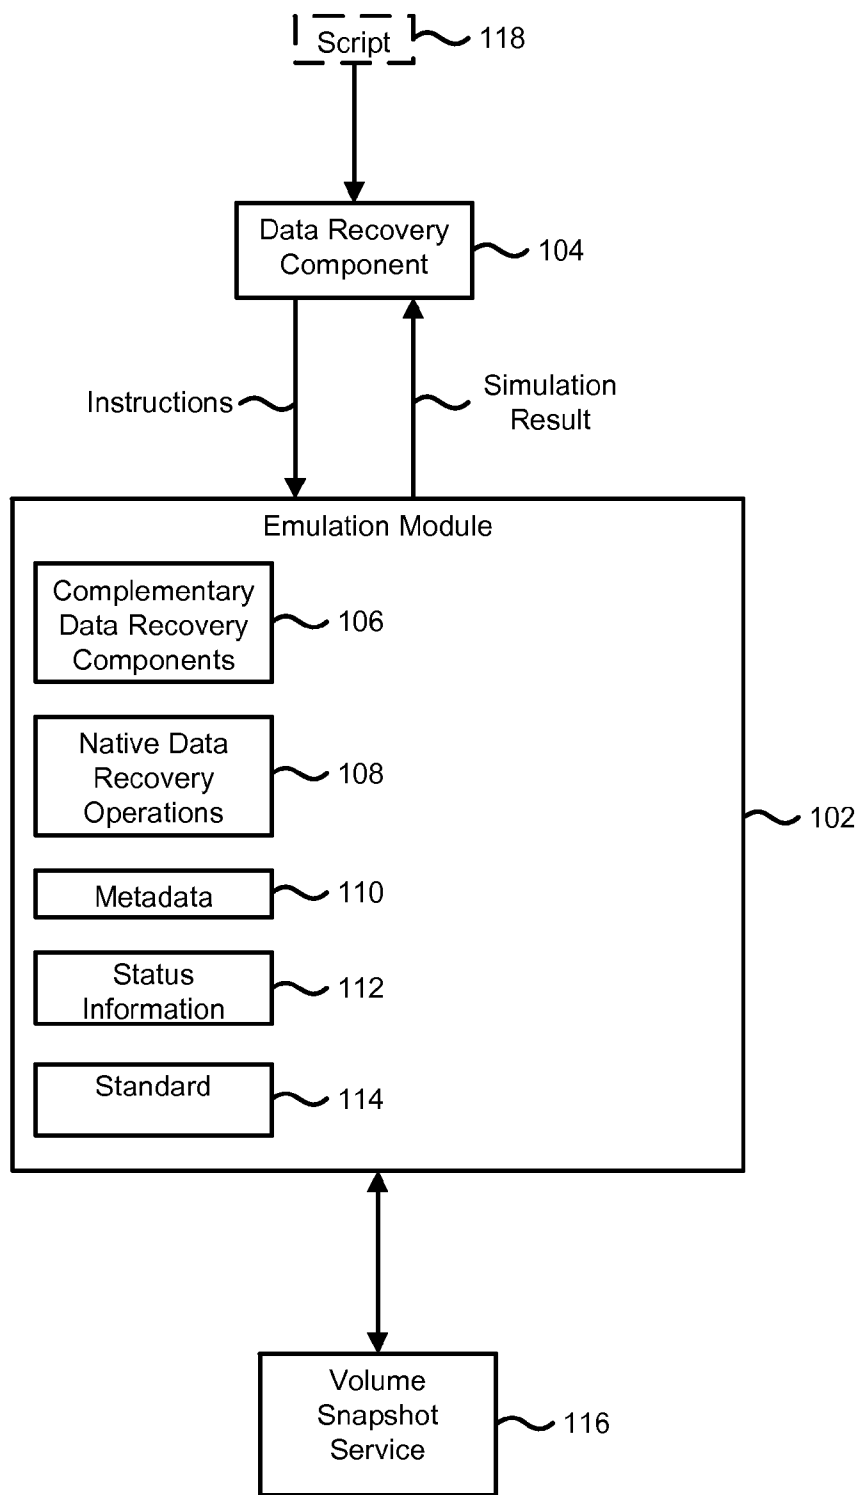 Script
118
Data Recovery
Component
104
Instructions
Simulation
Result
Emulation Module
Complementary
Data Recovery
Components
106
Native Data
Recovery
Operations
108
102
Metadata
110
Status
Information
112
Standard
114
Volume
Snapshot
Service
116